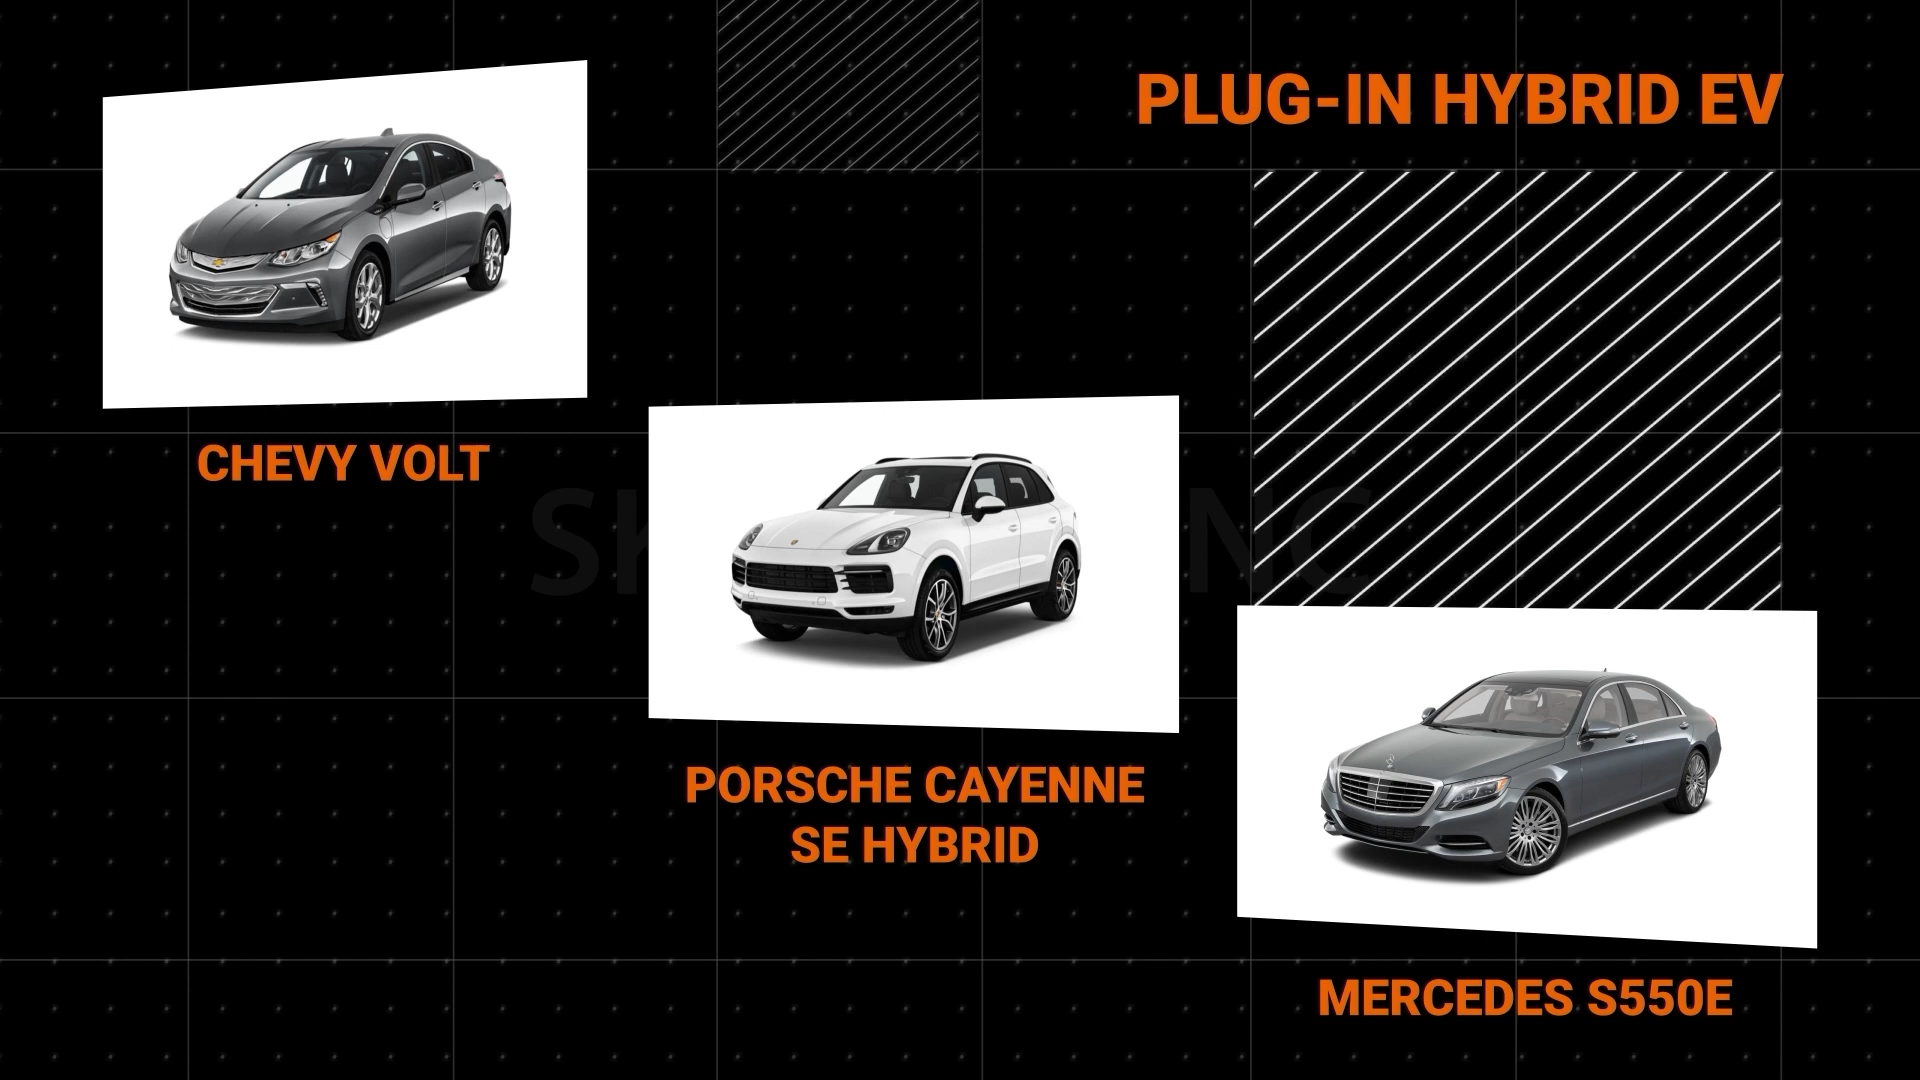 PLUG-IN HYBRID EV
CHEVY VOLT
PORSCHE CAYENNE
SE HYBRID
MERCEDES S550E